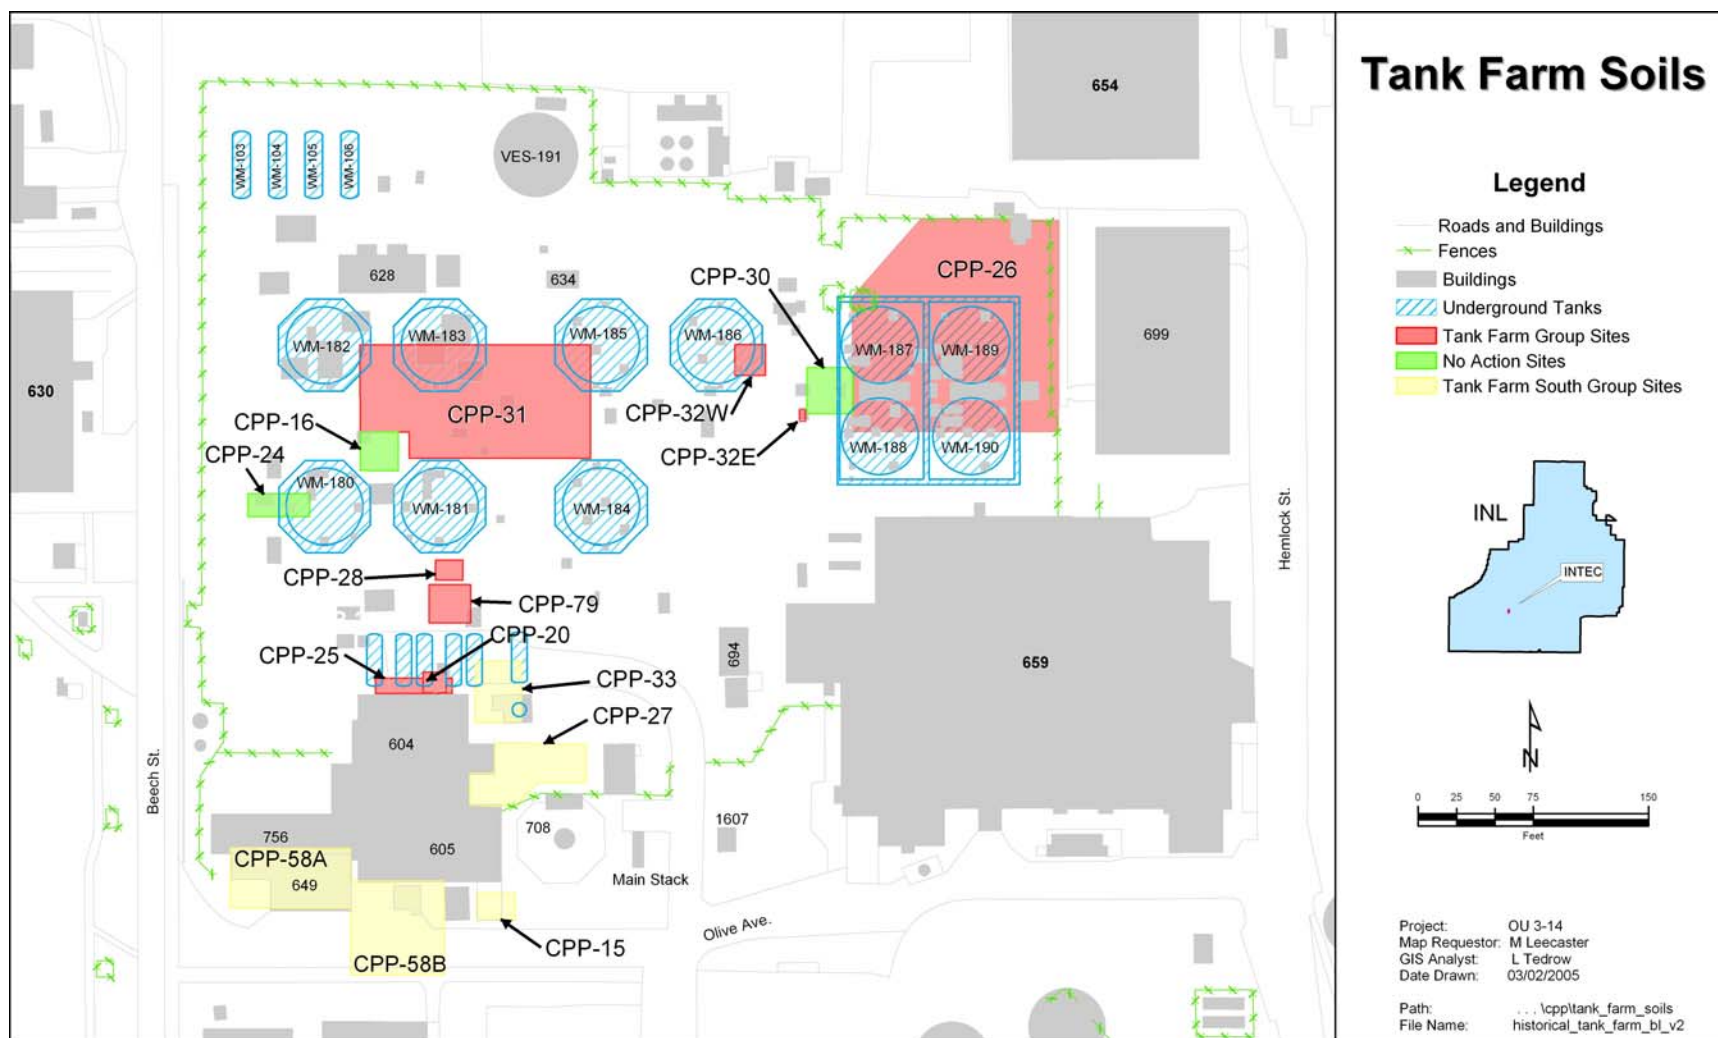 Tank Farm Soils
654
WM-103
WM-104
WM-105
WM-106
VES-191
Legend
Roads and Buildings
Fences
Buildings
Underground Tanks
Tank Farm Group Sites
No Action Sites
Tank Farm South Group Sites
628
634
CPP-30
CPP-26
699
630
WM-182
WM-183
WM-185
WM-186
WM-187
WM-189
CPP-31
CPP-32W
CPP-16
CPP-24
CPP-32E
WM-188
WM-190
WM-180
WM-181
WM-184
Hemlock St.
INL
INTEC
CPP-28
CPP-79
CPP-20
CPP-25
CPP-33
694
659
CPP-27
604
N
Beech St.
0 25 50 75 150
Feet
756
605
708
1607
CPP-58A
649
Main Stack
Olive Ave.
CPP-15
CPP-58B
Project: OU 3-14
Map Requestor: M Leecaster
GIS Analyst: L Tedrow
Date Drawn: 03/02/2005
Path: . . . \cpp\tank_farm_soils
File Name: historical_tank_farm_bl_v2